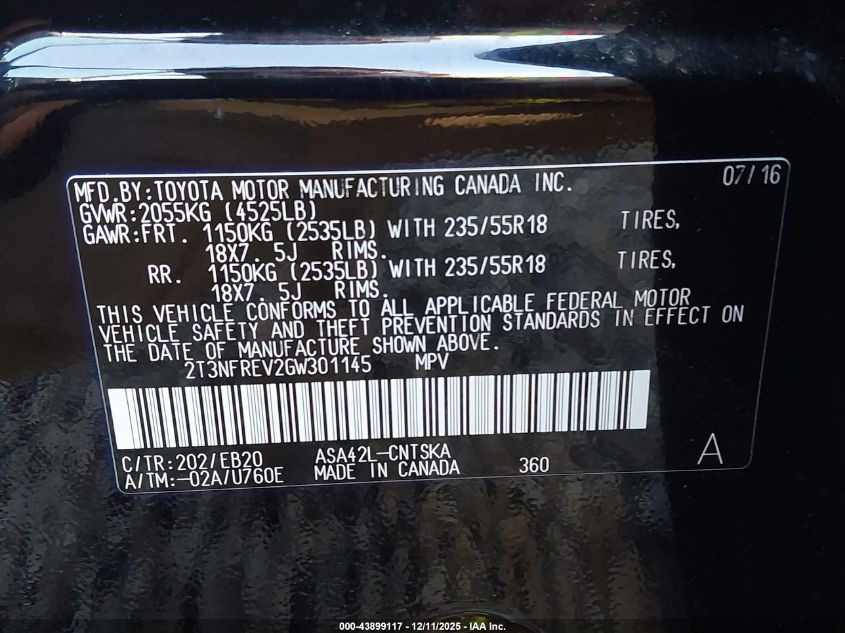 MFD.BY:TOYOTA MOTOR MANUFACTURING CANADA INC. 07/16
GVWR:2055KG (4525LB)
GAWR:FRT. 1150KG (2535LB) WITH 235/55R18 TIRES,
18X7. 5J RIMS.
RR. 1150KG (2535LB) WITH 235/55R18 TIRES,
18X7. 5J RIMS.
THIS VEHICLE CONFORMS TO ALL APPLICABLE FEDERAL MOTOR
VEHICLE SAFETY AND THEFT PREVENTION STANDARDS IN EFFECT ON
THE DATE OF MANUFACTURE SHOWN ABOVE.
2T3NFREV2GW301145 MPV
C/TR:202/EB20 ASA42L-CNTSKA
A/TM:-02A/U760E MADE IN CANADA 360 A
000-43899117 - 12/11/2025 - IAA Inc.